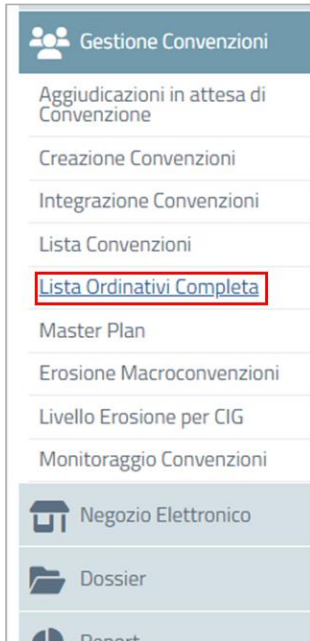 Gestione Convenzioni
Aggiudicazioni in attesa di
Convenzione
Creazione Convenzioni
Integrazione Convenzioni
Lista Convenzioni
Lista Ordinativi Completa
Master Plan
Erosione Macroconvenzioni
Livello Erosione per CIG
Monitoraggio Convenzioni
Negozio Elettronico
Dossier
Report